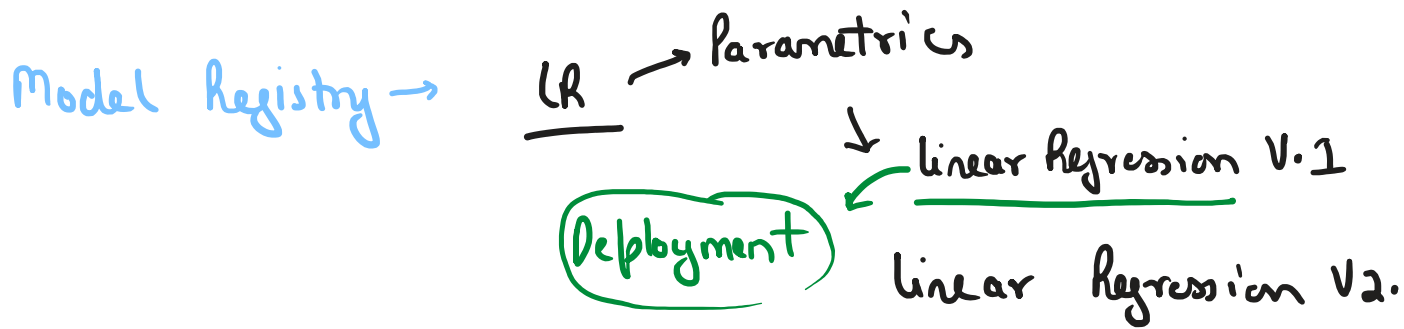 Model Registry → LR → Parametrics
Linear Regression V.1
Deployment
Linear Regression V2.